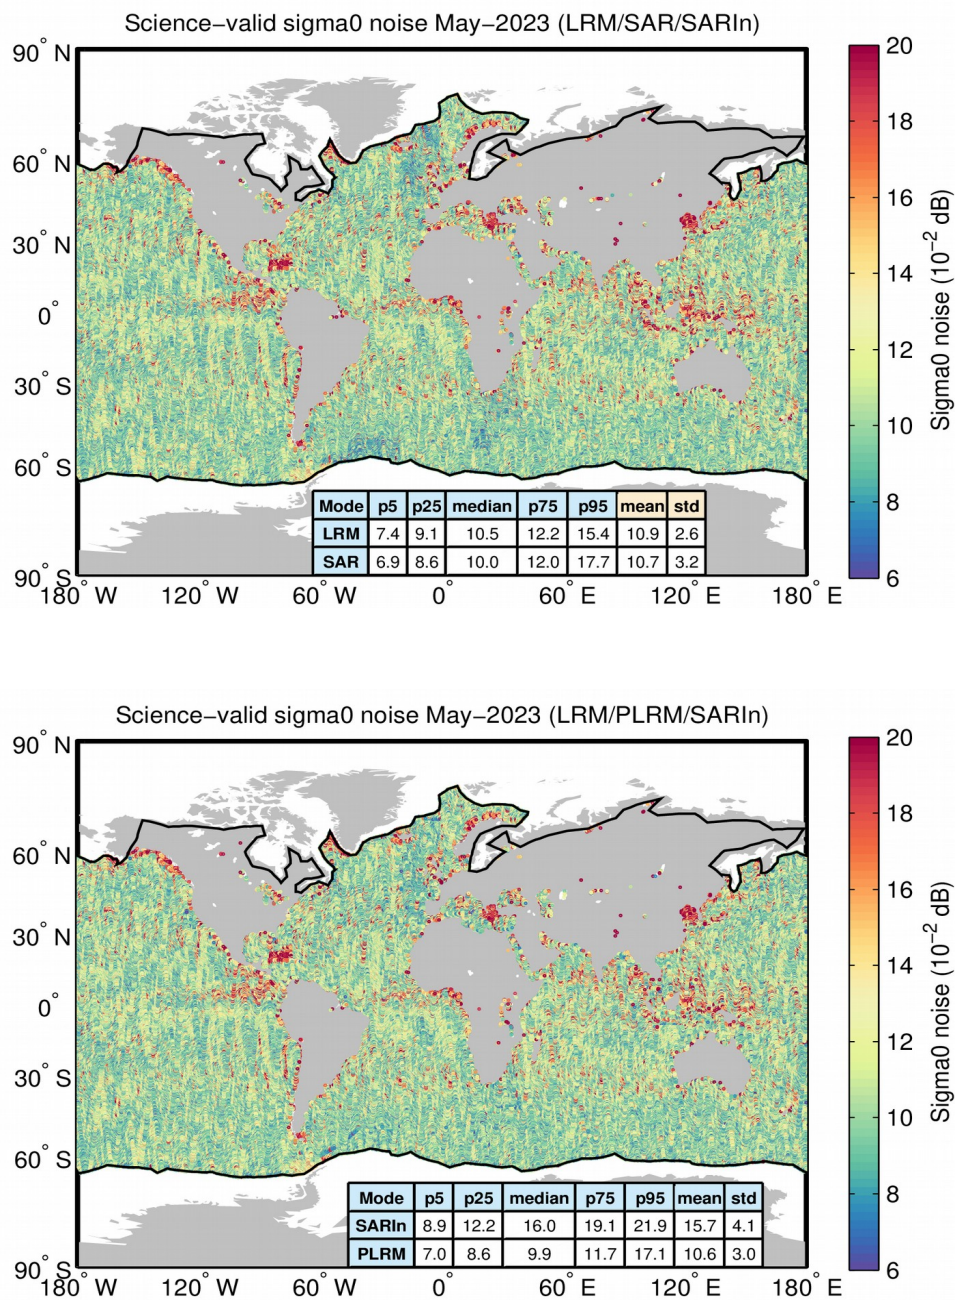 Science−valid sigma0 noise May−2023 (LRM/SAR/SARIn)
90° N
60° N
30° N
0°
30° S
60° S
90° S
180° W 120° W 60° W 0° 60° E 120° E 180° E
Mode p5 p25 median p75 p95 mean std
LRM 7.4 9.1 10.5 12.2 15.4 10.9 2.6
SAR 6.9 8.6 10.0 12.0 17.7 10.7 3.2
20
18
16
14
12
10
8
6
Sigma0 noise (10⁻² dB)
Science−valid sigma0 noise May−2023 (LRM/PLRM/SARIn)
90° N
60° N
30° N
0°
30° S
60° S
90° S
180° W 120° W 60° W 0° 60° E 120° E 180° E
Mode p5 p25 median p75 p95 mean std
SARIn 8.9 12.2 16.0 19.1 21.9 15.7 4.1
PLRM 7.0 8.6 9.9 11.7 17.1 10.6 3.0
20
18
16
14
12
10
8
6
Sigma0 noise (10⁻² dB)